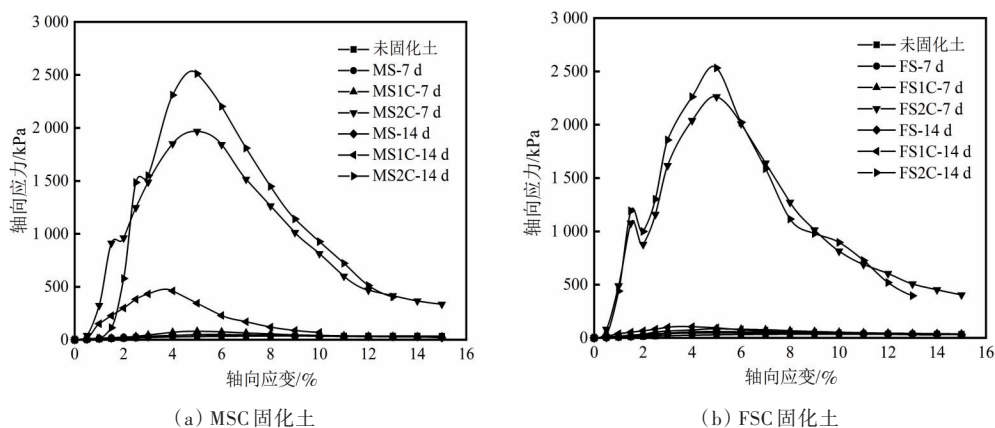 3 000
2 500
2 000
1 500
1 000
500
0
轴向应力/kPa
未固化土
MS-7 d
MS1C-7 d
MS2C-7 d
MS-14 d
MS1C-14 d
MS2C-14 d
0 2 4 6 8 10 12 14 16
轴向应变/%
(a) MSC固化土
3 000
2 500
2 000
1 500
1 000
500
0
轴向应力/kPa
未固化土
FS-7 d
FS1C-7 d
FS2C-7 d
FS-14 d
FS1C-14 d
FS2C-14 d
0 2 4 6 8 10 12 14 16
轴向应变/%
(b) FSC固化土